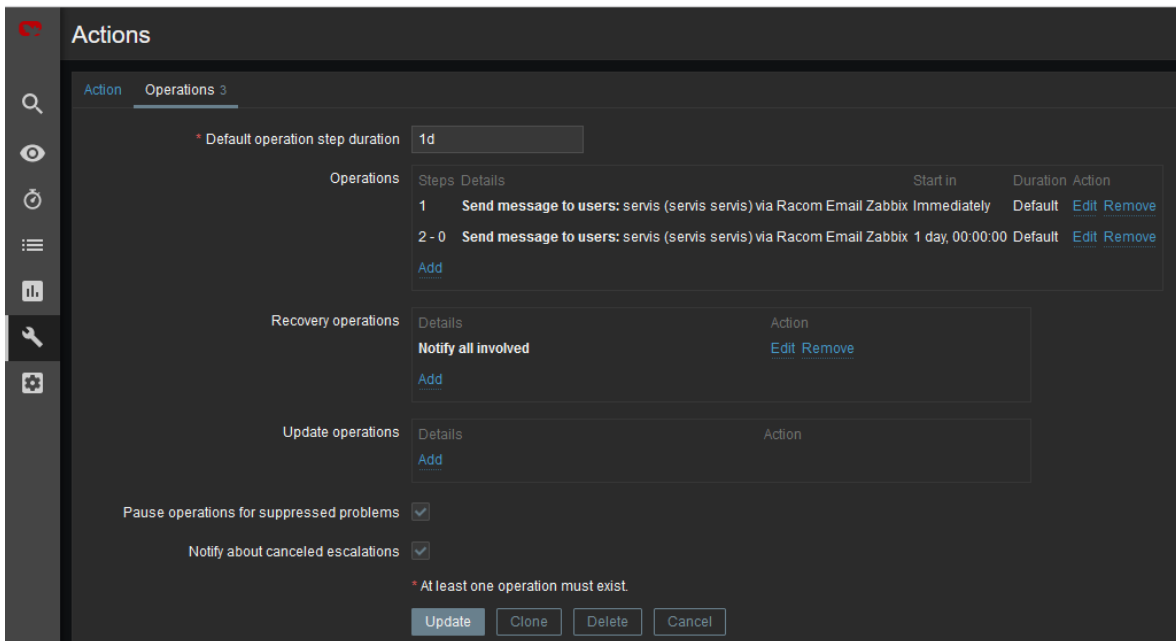 Actions
Action Operations 3
* Default operation step duration 1d
Operations
Steps Details Start in Duration Action
1 Send message to users: servis (servis servis) via Racom Email Zabbix Immediately Default Edit Remove
2 - 0 Send message to users: servis (servis servis) via Racom Email Zabbix 1 day, 00:00:00 Default Edit Remove
Add
Recovery operations
Details Action
Notify all involved Edit Remove
Add
Update operations
Details Action
Add
Pause operations for suppressed problems
Notify about canceled escalations
* At least one operation must exist.
Update Clone Delete Cancel